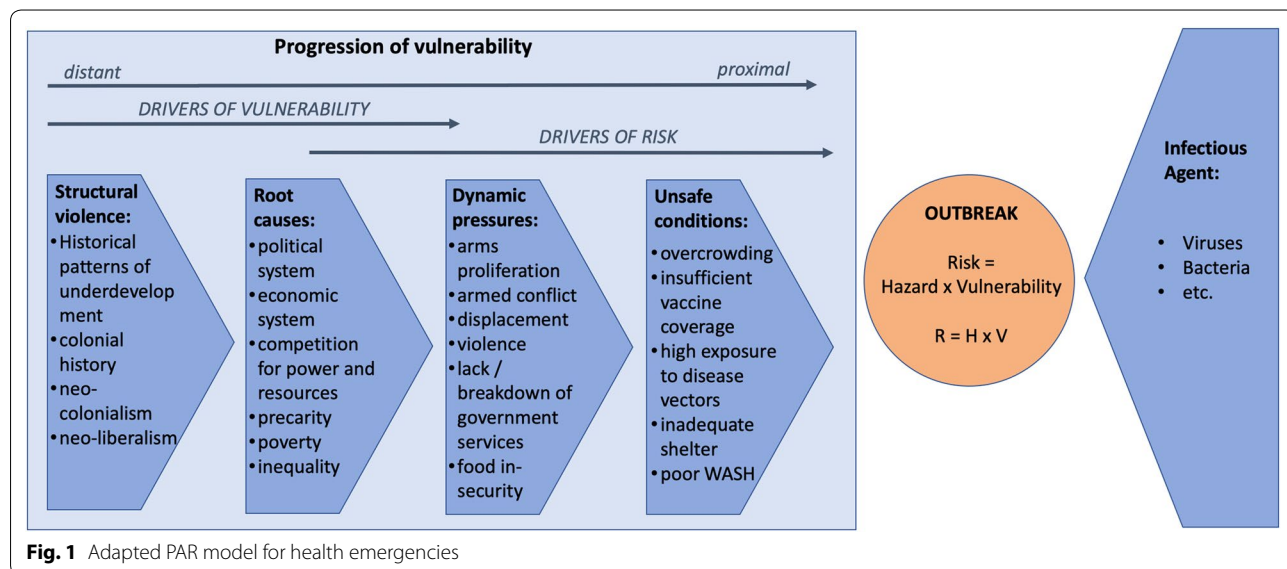 Progression of vulnerability
distant
proximal
DRIVERS OF VULNERABILITY
DRIVERS OF RISK
Structural
violence:
• Historical
patterns of
underdevelop
ment
• colonial
history
• neo-
colonialism
• neo-liberalism
Root
causes:
• political
system
• economic
system
• competition
for power and
resources
• precarity
• poverty
• inequality
Dynamic
pressures:
• arms
proliferation
• armed conflict
• displacement
• violence
• lack /
breakdown of
government
services
• food in-
security
Unsafe
conditions:
• overcrowding
• insufficient
vaccine
coverage
• high exposure
to disease
vectors
• inadequate
shelter
• poor WASH
OUTBREAK
Risk =
Hazard x Vulnerability
R = H x V
Infectious
Agent:
• Viruses
• Bacteria
• etc.
Fig. 1 Adapted PAR model for health emergencies